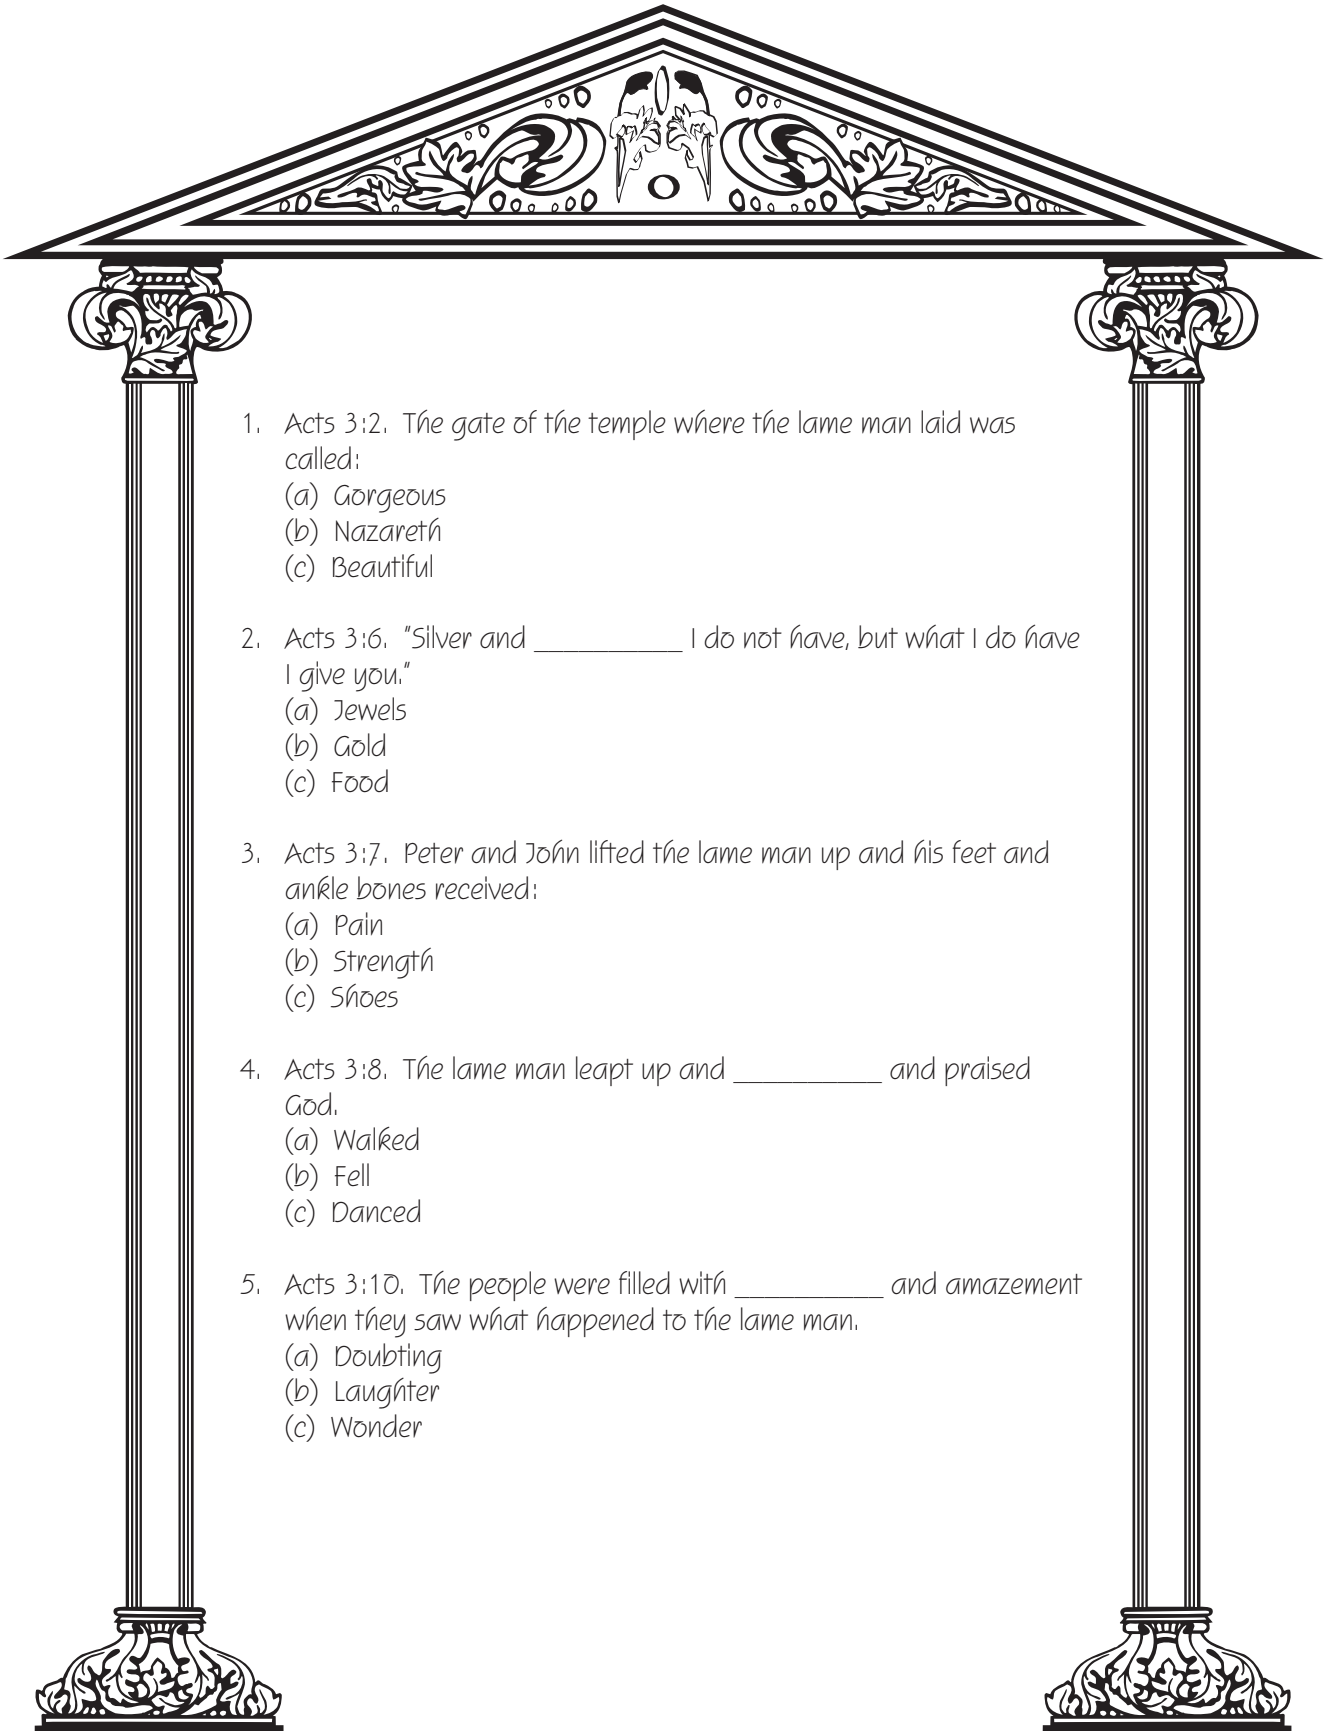 1. Acts 3:2. The gate of the temple where the lame man laid was
called:
(a) Gorgeous
(b) Nazareth
(c) Beautiful
2. Acts 3:6. "Silver and __________ I do not have, but what I do have
I give you."
(a) Jewels
(b) Gold
(c) Food
3. Acts 3:7. Peter and John lifted the lame man up and his feet and
ankle bones received:
(a) Pain
(b) Strength
(c) Shoes
4. Acts 3:8. The lame man leapt up and __________ and praised
God.
(a) Walked
(b) Fell
(c) Danced
5. Acts 3:10. The people were filled with __________ and amazement
when they saw what happened to the lame man.
(a) Doubting
(b) Laughter
(c) Wonder